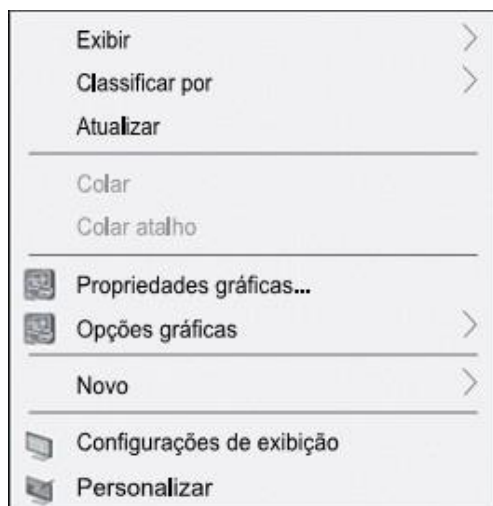 Exibir
Classificar por
Atualizar
Colar
Colar atalho
Propriedades gráficas...
Opções gráficas
Novo
Configurações de exibição
Personalizar